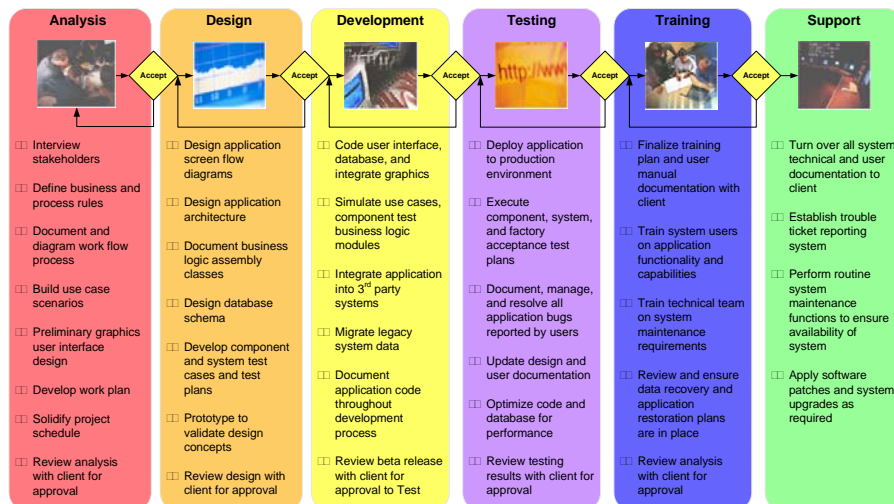 Analysis
Accept
Interview
stakeholders
Define business and
process rules
Document and
diagram work flow
process
Build use case
scenarios
Preliminary graphics
user interface
design
Develop work plan
Solidify project
schedule
Review analysis
with client for
approval
Design
Accept
Design application
screen flow
diagrams
Design application
architecture
Document business
logic assembly
classes
Design database
schema
Develop component
and system test
cases and test
plans
Prototype to
validate design
concepts
Review design with
client for approval
Development
Accept
Code user interface,
database, and
integrate graphics
Simulate use cases,
component test
business logic
modules
Integrate application
into 3rd party
systems
Migrate legacy
system data
Document
application code
throughout
development
process
Review beta release
with client for
approval to Test
Testing
http://ww
Accept
Deploy application
to production
environment
Execute
component, system,
and factory
acceptance test
plans
Document, manage,
and resolve all
application bugs
reported by users
Update design and
user documentation
Optimize code and
database for
performance
Review testing
results with client for
approval
Training
Accept
Finalize training
plan and user
manual
documentation with
client
Train system users
on application
functionality and
capabilities
Train technical team
on system
maintenance
requirements
Review and ensure
data recovery and
application
restoration plans
are in place
Review analysis
with client for
approval
Support
Turn over all system
technical and user
documentation to
client
Establish trouble
ticket reporting
system
Perform routine
system
maintenance
functions to ensure
availability of
system
Apply software
patches and system
upgrades as
required